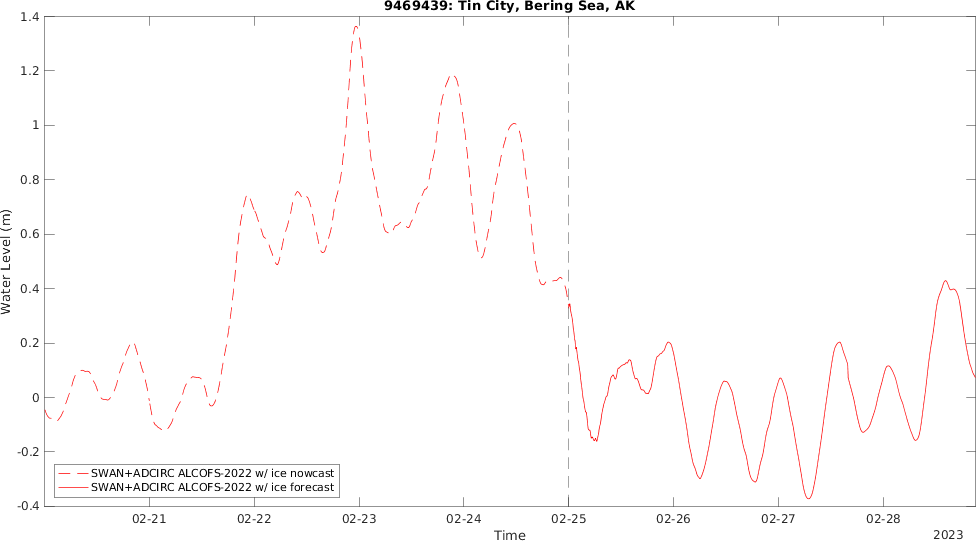 9469439: Tin City, Bering Sea, AK
1.4
1.2
1
0.8
0.6
0.4
0.2
0
-0.2
-0.4
Water Level (m)
SWAN+ADCIRC ALCOFS-2022 w/ ice nowcast
SWAN+ADCIRC ALCOFS-2022 w/ ice forecast
02-21 02-22 02-23 02-24 02-25 02-26 02-27 02-28
Time
2023